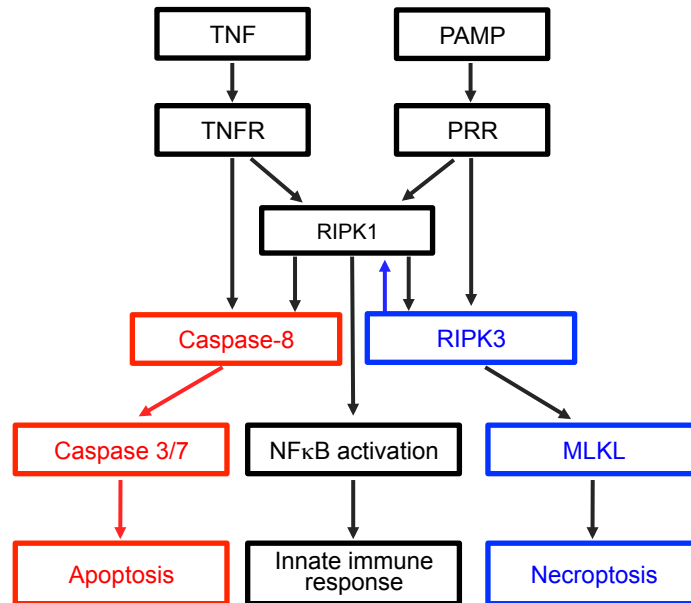 TNF
PAMP
TNFR
PRR
RIPK1
Caspase-8
RIPK3
Caspase 3/7
NFκB activation
MLKL
Apoptosis
Innate immune
response
Necroptosis